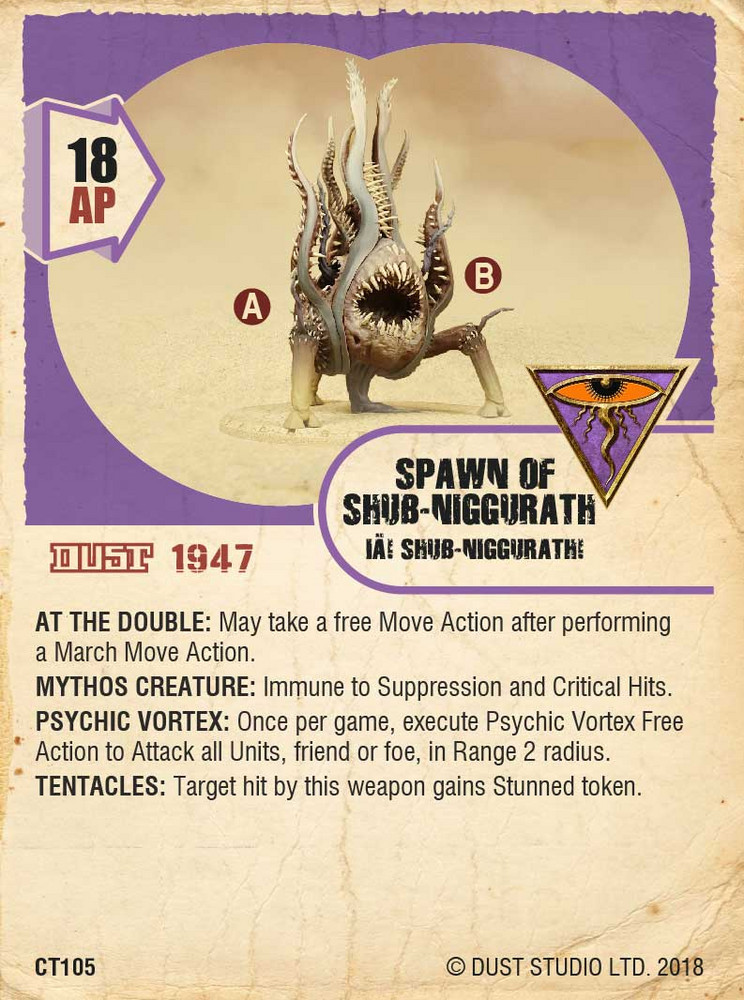 18
AP
A
B
SPAWN OF
SHUB-NIGGURATH
IÄ! SHUB-NIGGURATH!
DUST 1947
AT THE DOUBLE: May take a free Move Action after performing
a March Move Action.
MYTHOS CREATURE: Immune to Suppression and Critical Hits.
PSYCHIC VORTEX: Once per game, execute Psychic Vortex Free
Action to Attack all Units, friend or foe, in Range 2 radius.
TENTACLES: Target hit by this weapon gains Stunned token.
CT105
© DUST STUDIO LTD. 2018